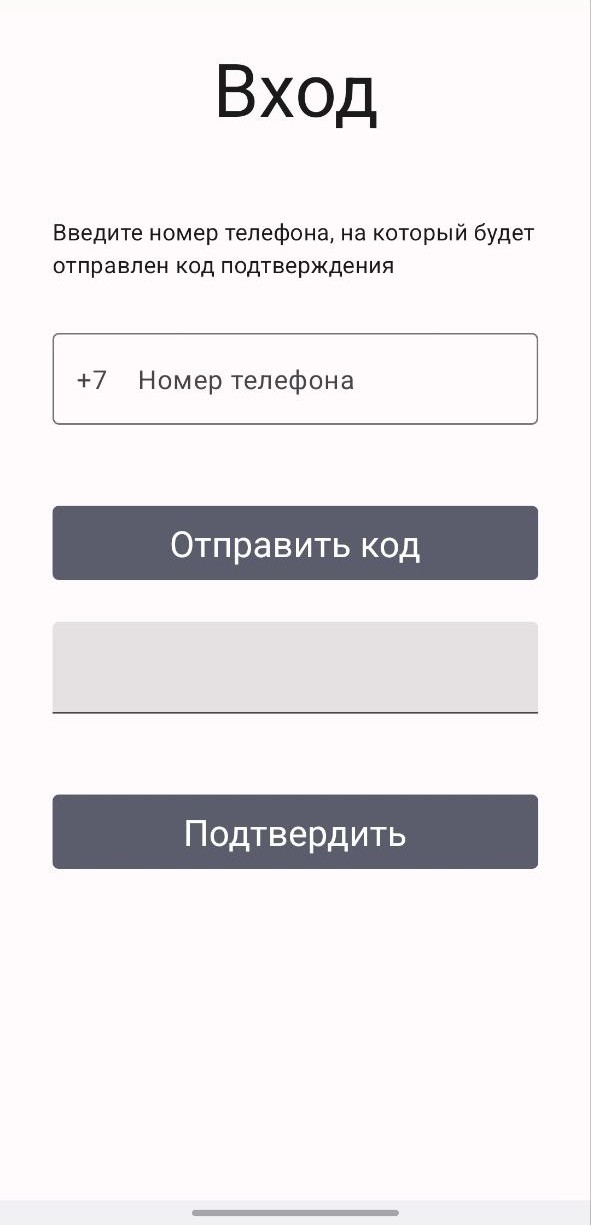 Вход
Введите номер телефона, на который будет
отправлен код подтверждения
+7 Номер телефона
Отправить код
Подтвердить